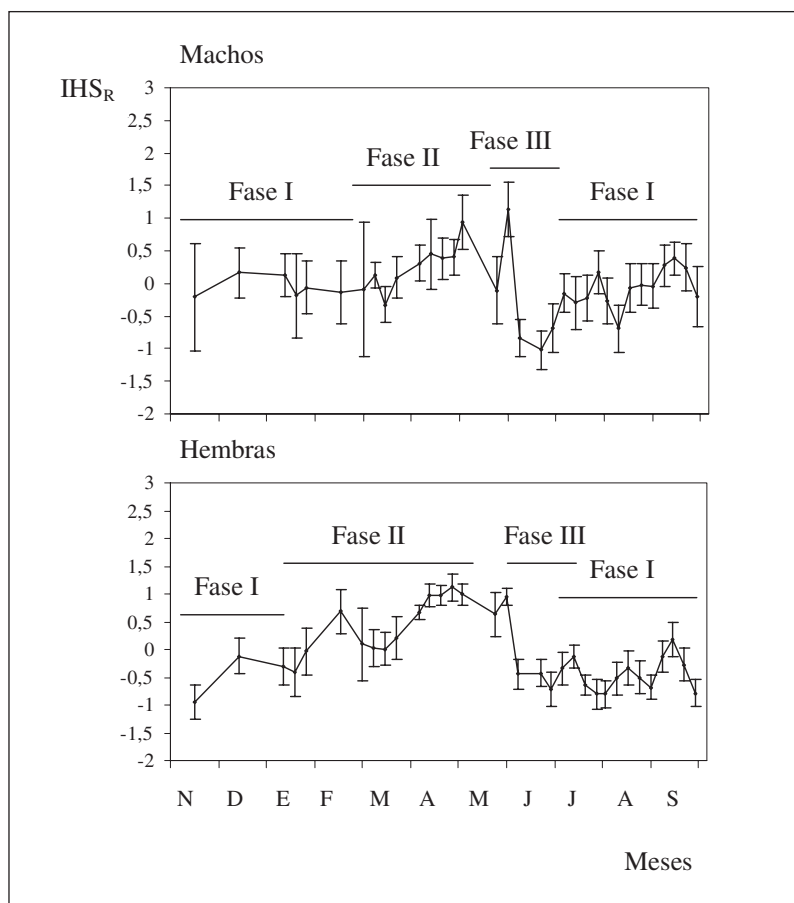 Machos
IHSR
3
2,5
2
1,5
1
0,5
0
-0,5
-1
-1,5
-2
Fase I
Fase II
Fase III
Fase I
Hembras
3
2,5
2
1,5
1
0,5
0
-0,5
-1
-1,5
-2
Fase I
Fase II
Fase III
Fase I
N D E F M A M J J A S
Meses